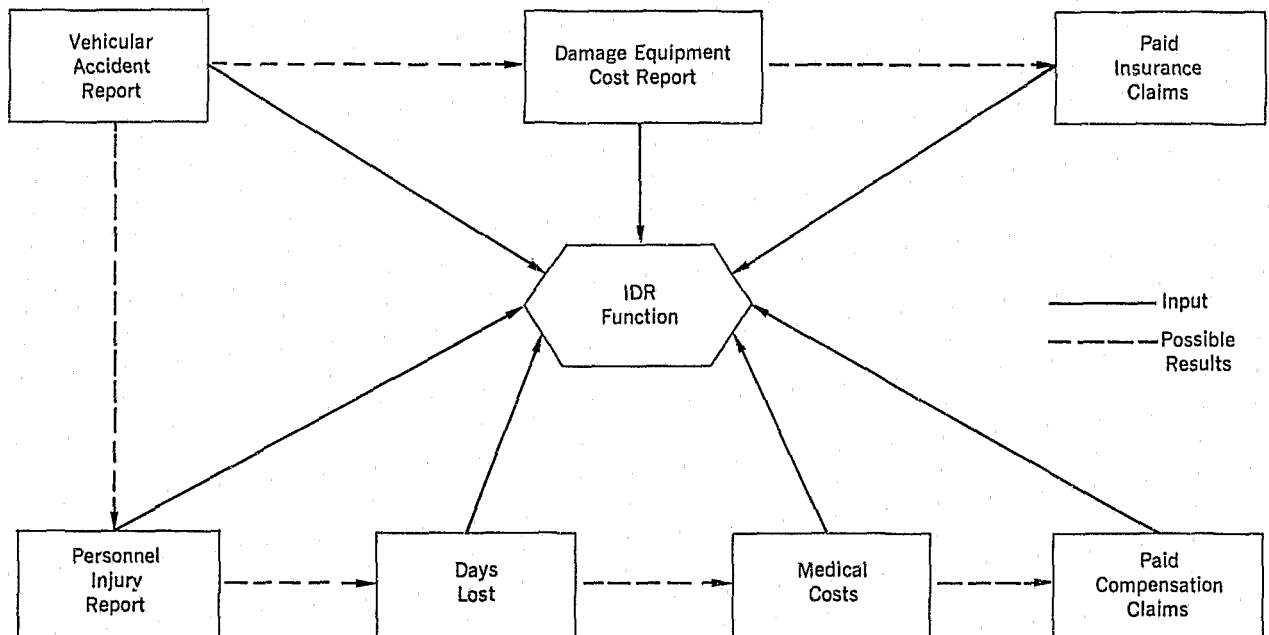 Vehicular
Accident
Report
Damage Equipment
Cost Report
Paid
Insurance
Claims
IDR
Function
Input
Possible
Results
Personnel
Injury
Report
Days
Lost
Medical
Costs
Paid
Compensation
Claims